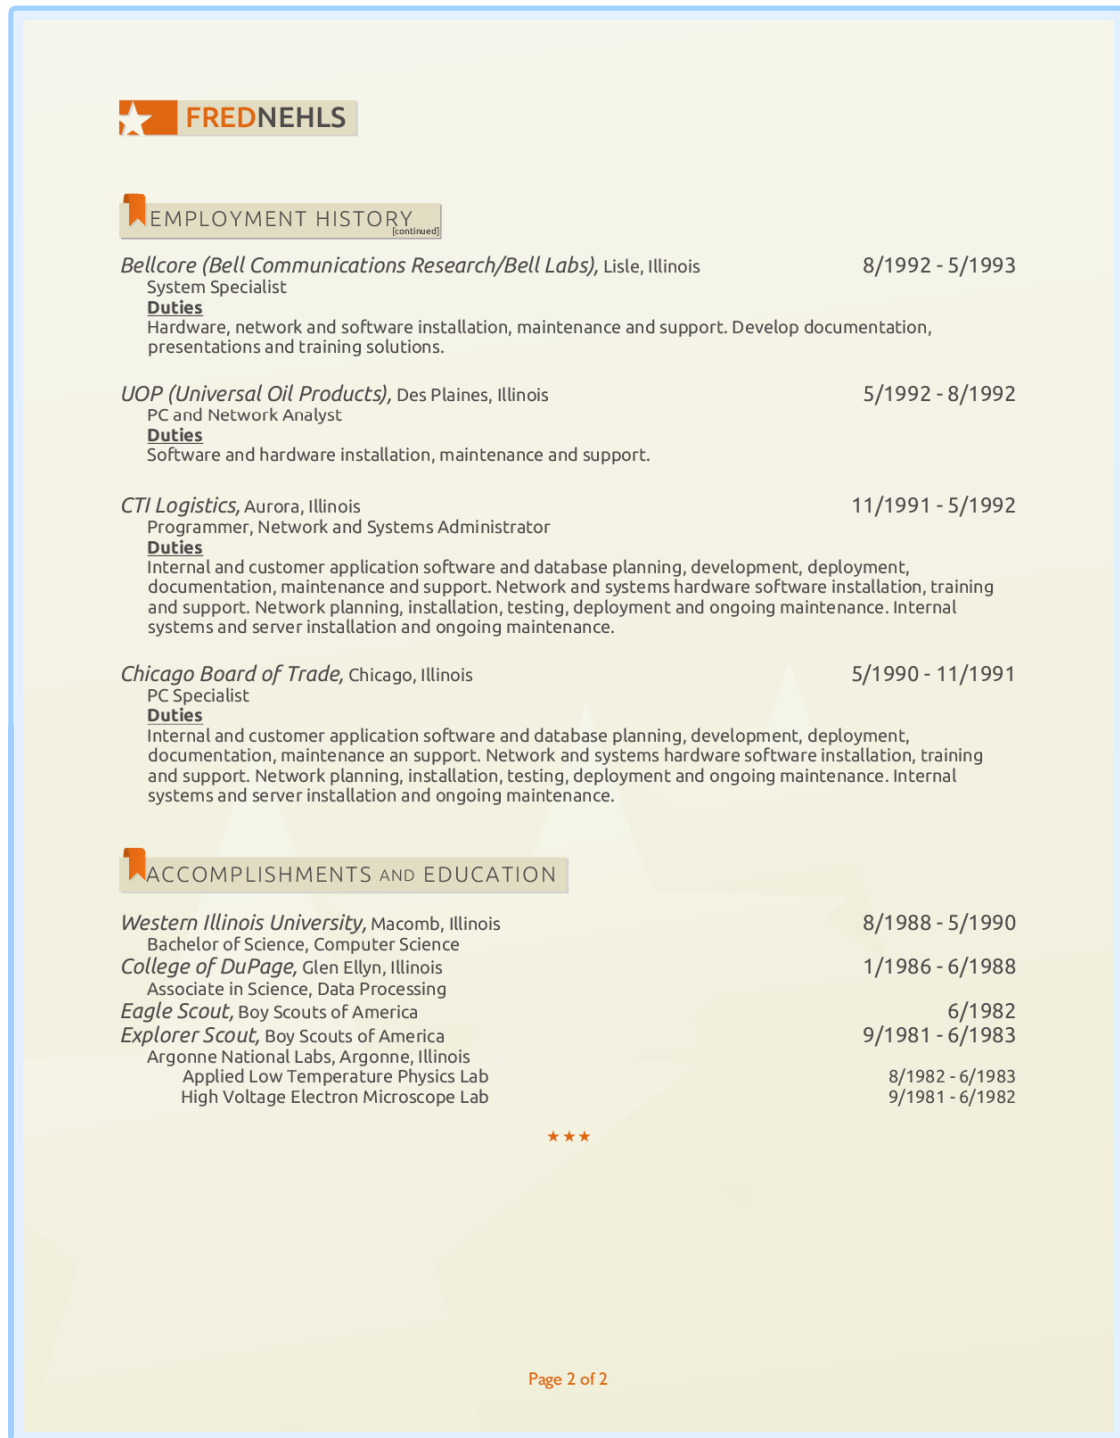 FREDNEHLS
EMPLOYMENT HISTORY
[continued]
Bellcore (Bell Communications Research/Bell Labs), Lisle, Illinois 8/1992 - 5/1993
System Specialist
Duties
Hardware, network and software installation, maintenance and support. Develop documentation,
presentations and training solutions.
UOP (Universal Oil Products), Des Plaines, Illinois 5/1992 - 8/1992
PC and Network Analyst
Duties
Software and hardware installation, maintenance and support.
CTI Logistics, Aurora, Illinois 11/1991 - 5/1992
Programmer, Network and Systems Administrator
Duties
Internal and customer application software and database planning, development, deployment,
documentation, maintenance and support. Network and systems hardware software installation, training
and support. Network planning, installation, testing, deployment and ongoing maintenance. Internal
systems and server installation and ongoing maintenance.
Chicago Board of Trade, Chicago, Illinois 5/1990 - 11/1991
PC Specialist
Duties
Internal and customer application software and database planning, development, deployment,
documentation, maintenance an support. Network and systems hardware software installation, training
and support. Network planning, installation, testing, deployment and ongoing maintenance. Internal
systems and server installation and ongoing maintenance.
ACCOMPLISHMENTS AND EDUCATION
Western Illinois University, Macomb, Illinois 8/1988 - 5/1990
Bachelor of Science, Computer Science
College of DuPage, Glen Ellyn, Illinois 1/1986 - 6/1988
Associate in Science, Data Processing
Eagle Scout, Boy Scouts of America 6/1982
Explorer Scout, Boy Scouts of America 9/1981 - 6/1983
Argonne National Labs, Argonne, Illinois
Applied Low Temperature Physics Lab 8/1982 - 6/1983
High Voltage Electron Microscope Lab 9/1981 - 6/1982
★★★
Page 2 of 2